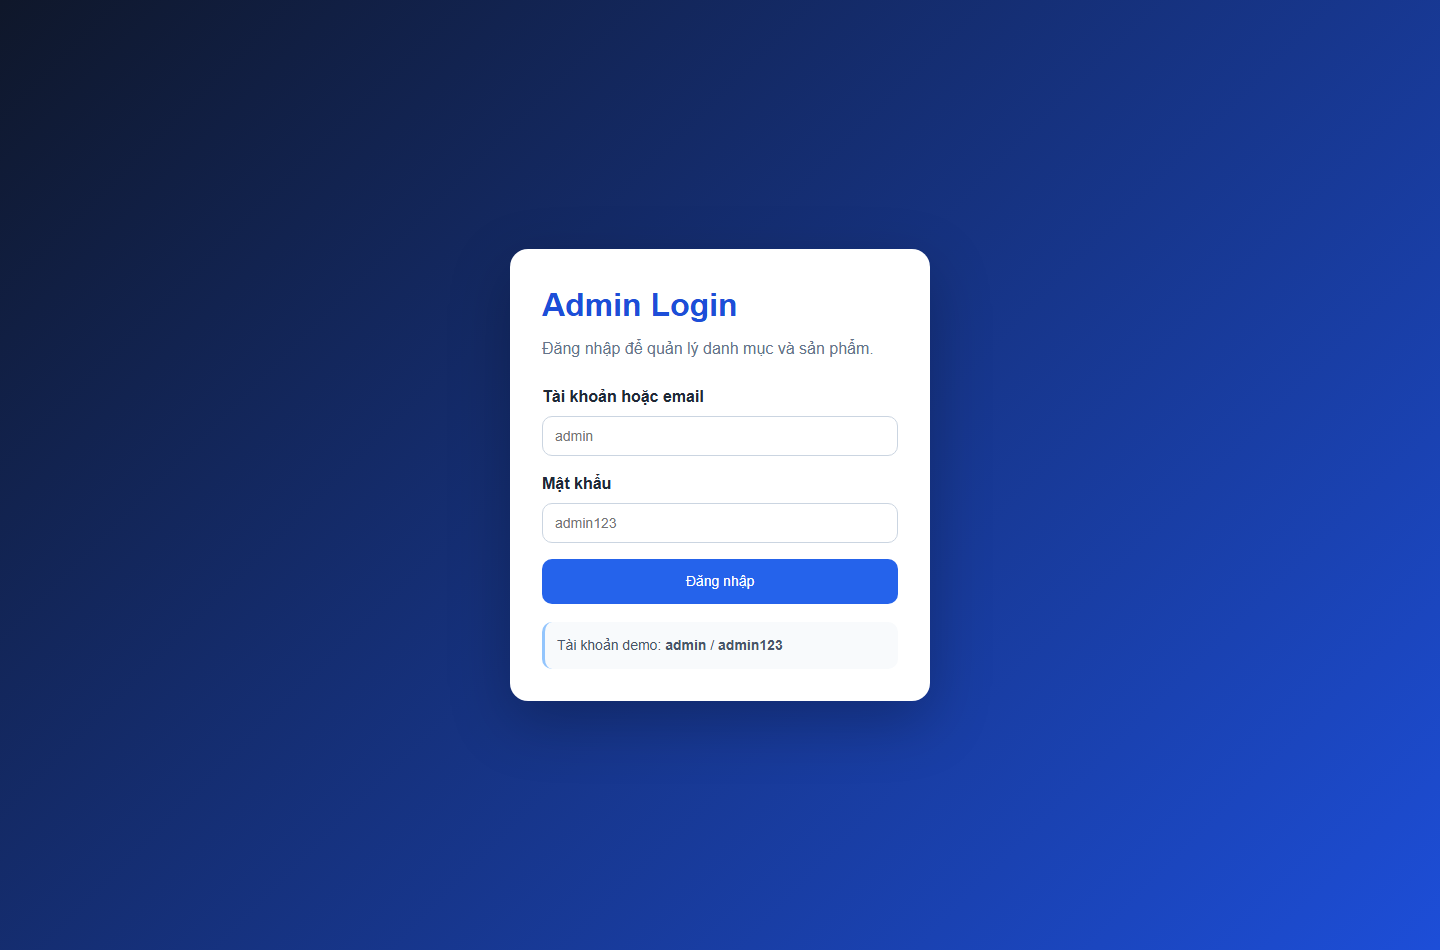 Admin Login
Đăng nhập để quản lý danh mục và sản phẩm.
Tài khoản hoặc email
admin
Mật khẩu
admin123
Đăng nhập
Tài khoản demo: admin / admin123